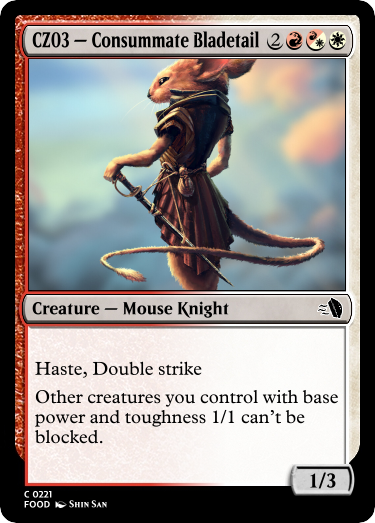 CZ03 – Consummate Bladetail 2
Creature – Mouse Knight
Haste, Double strike
Other creatures you control with base
power and toughness 1/1 can't be
blocked.
1/3
C 0221
FOOD Shin San